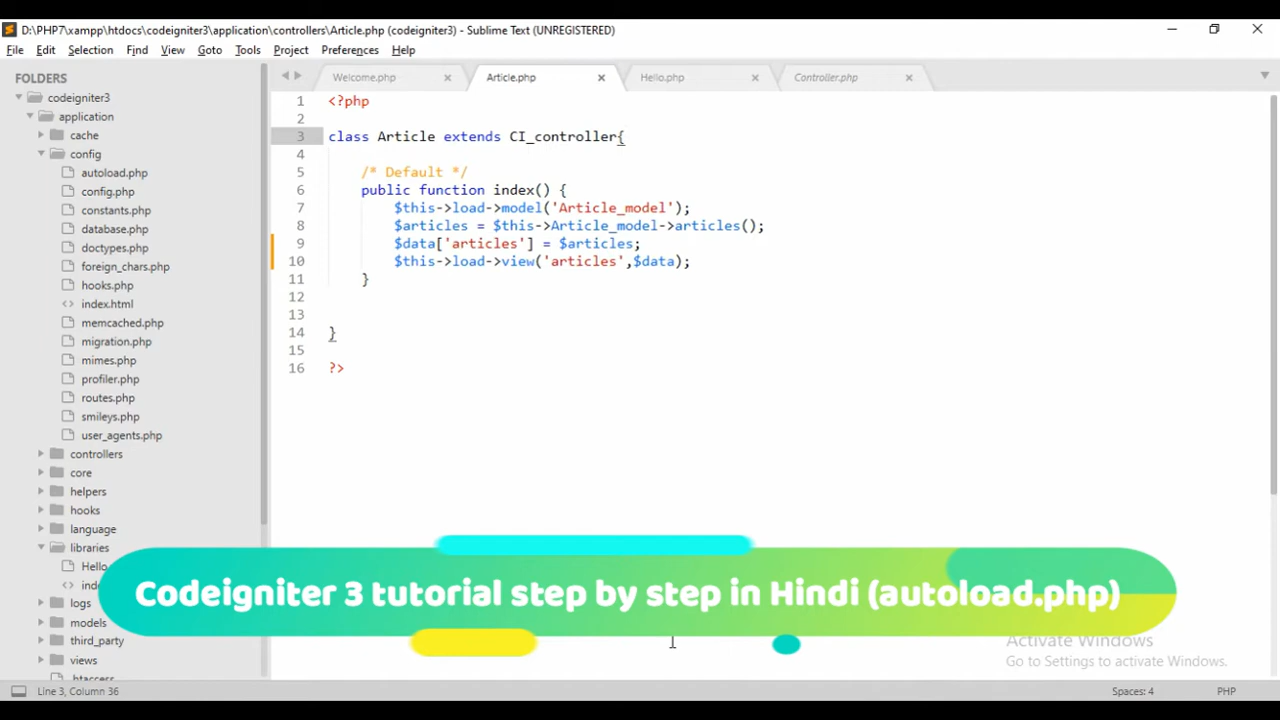 D:\PHP7\xampp\htdocs\codeigniter3\application\controllers\Article.php (codeigniter3) - Sublime Text (UNREGISTERED)
File Edit Selection Find View Goto Tools Project Preferences Help
FOLDERS
codeigniter3
application
cache
config
autoload.php
config.php
constants.php
database.php
doctypes.php
foreign_chars.php
hooks.php
index.html
memcached.php
migration.php
mimes.php
profiler.php
routes.php
smileys.php
user_agents.php
controllers
core
helpers
hooks
language
libraries
Hello
logs
models
third_party
views
.htaccess
Welcome.php Article.php Hello.php Controller.php
1 <?php
2
3 class Article extends CI_controller{
4
5 /* Default */
6 public function index() {
7 $this->load->model('Article_model');
8 $articles = $this->Article_model->articles();
9 $data['articles'] = $articles;
10 $this->load->view('articles',$data);
11 }
12
13
14 }
15
16 ?>
Codeigniter 3 tutorial step by step in Hindi (autoload.php)
Activate Windows
Go to Settings to activate Windows.
Line 3, Column 36
Spaces: 4
PHP